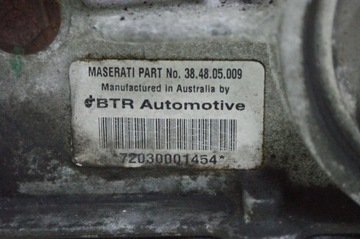 MASERATI PART No. 38.48.05.009
Manufactured in Australia by
BTR Automotive
*72030001454*